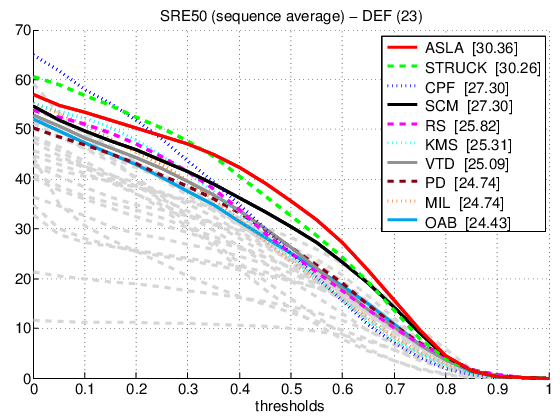 SRE50 (sequence average) – DEF (23)
70
60
50
40
30
20
10
0
ASLA [30.36]
STRUCK [30.26]
CPF [27.30]
SCM [27.30]
RS [25.82]
KMS [25.31]
VTD [25.09]
PD [24.74]
MIL [24.74]
OAB [24.43]
0 0.1 0.2 0.3 0.4 0.5 0.6 0.7 0.8 0.9 1
thresholds